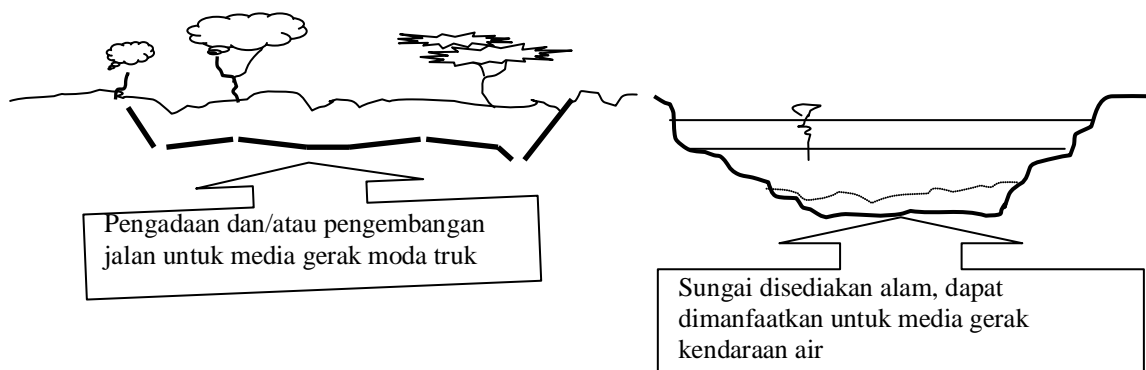 Pengadaan dan/atau pengembangan
jalan untuk media gerak moda truk
Sungai disediakan alam, dapat
dimanfaatkan untuk media gerak
kendaraan air